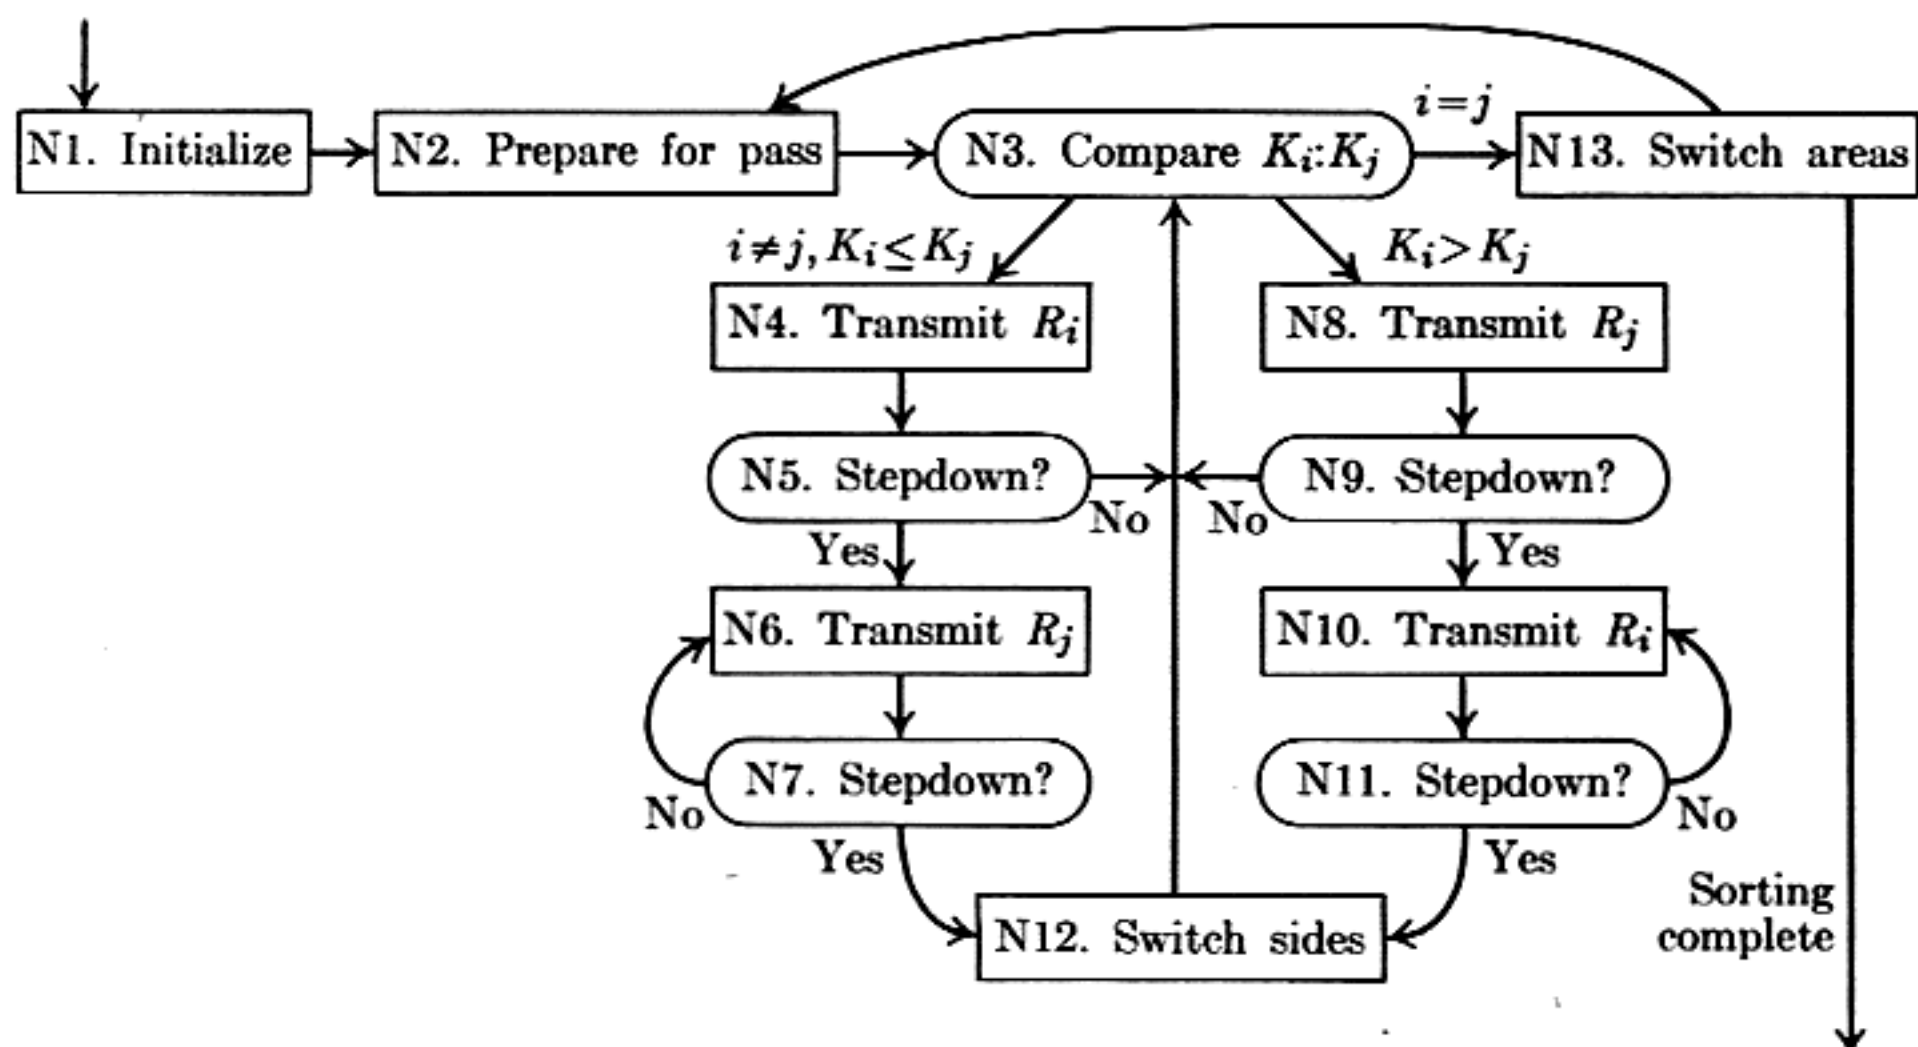 i=j
N1. Initialize
N2. Prepare for pass
N3. Compare Kᵢ:Kⱼ
N13. Switch areas
i≠j, Kᵢ≤Kⱼ
Kᵢ>Kⱼ
N4. Transmit Rᵢ
N8. Transmit Rⱼ
N5. Stepdown?
N9. Stepdown?
No
No
Yes
Yes
N6. Transmit Rⱼ
N10. Transmit Rᵢ
N7. Stepdown?
N11. Stepdown?
No
No
Yes
Yes
Sorting
complete
N12. Switch sides